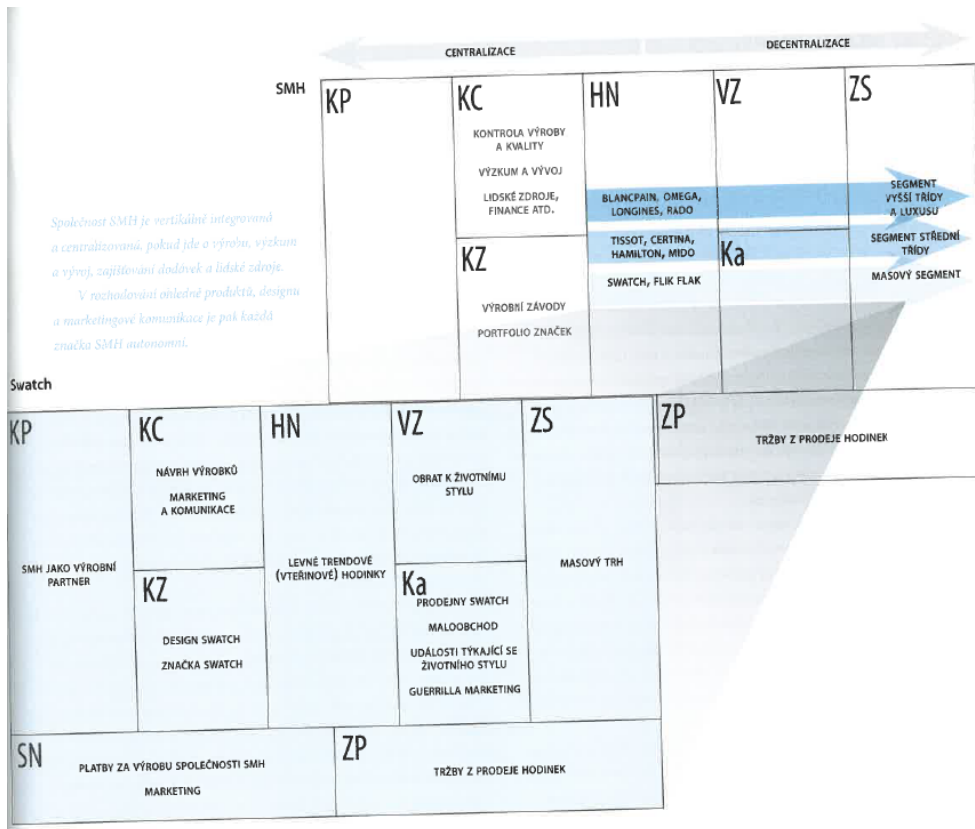 CENTRALIZACE
DECENTRALIZACE
SMH
KP
KC
KONTROLA VÝROBY
A KVALITY
VÝZKUM A VÝVOJ
LIDSKÉ ZDROJE,
FINANCE ATD.
KZ
VÝROBNÍ ZÁVODY
PORTFOLIO ZNAČEK
HN
BLANCPAIN, OMEGA,
LONGINES, RADO
TISSOT, CERTINA,
HAMILTON, MIDO
SWATCH, FLIK FLAK
VZ
Ka
ZS
SEGMENT
VYŠŠÍ TŘÍDY
A LUXUSU
SEGMENT STŘEDNÍ
TŘÍDY
MASOVÝ SEGMENT
ZP
TRŽBY Z PRODEJE HODINEK
Společnost SMH je vertikálně integrovaná
a centralizovaná, pokud jde o výrobu, výzkum
a vývoj, zajišťování dodávek a lidské zdroje.
V rozhodování ohledně produktů, designu
a marketingové komunikace je pak každá
značka SMH autonomní.
Swatch
KP
SMH JAKO VÝROBNÍ
PARTNER
KC
NÁVRH VÝROBKŮ
MARKETING
A KOMUNIKACE
KZ
DESIGN SWATCH
ZNAČKA SWATCH
HN
LEVNÉ TRENDOVÉ
(VTEŘINOVÉ) HODINKY
VZ
OBRAT K ŽIVOTNÍMU
STYLU
Ka
PRODEJNY SWATCH
MALOOBCHOD
UDÁLOSTI TÝKAJÍCÍ SE
ŽIVOTNÍHO STYLU
GUERRILLA MARKETING
ZS
MASOVÝ TRH
SN
PLATBY ZA VÝROBU SPOLEČNOSTI SMH
MARKETING
ZP
TRŽBY Z PRODEJE HODINEK